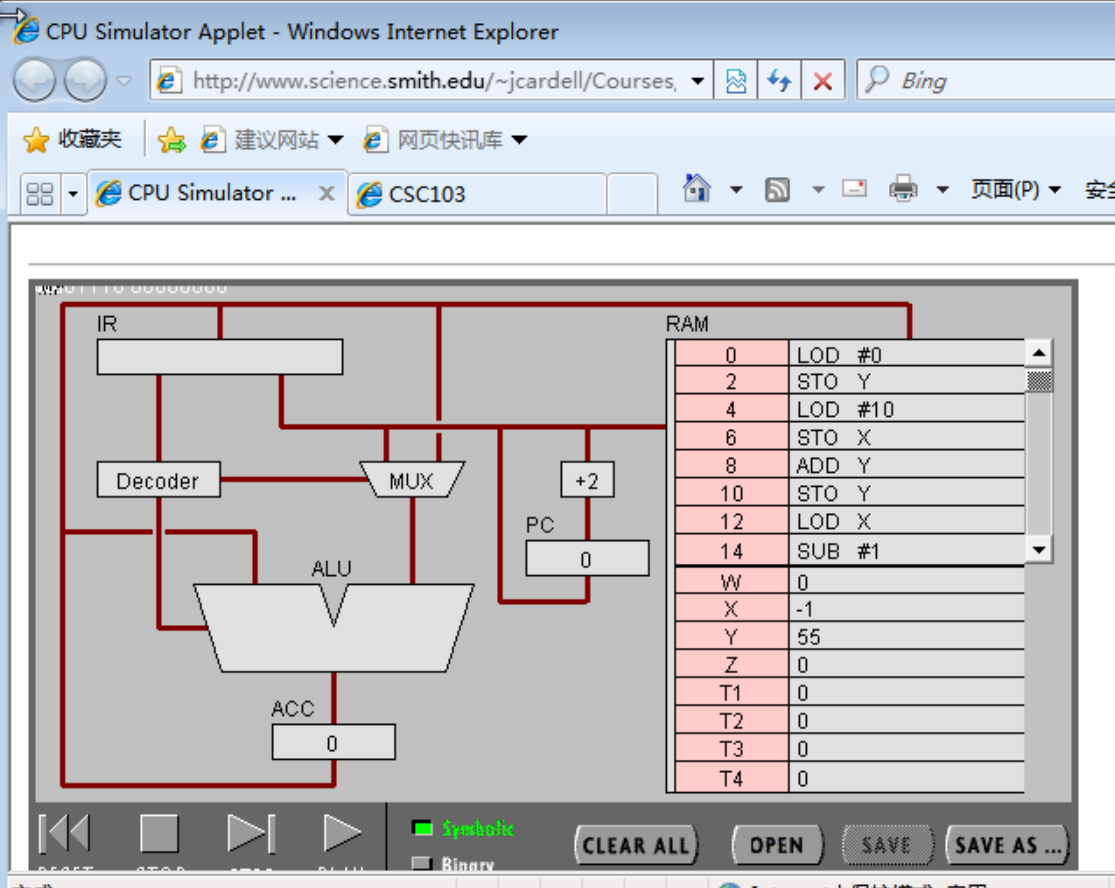 CPU Simulator Applet - Windows Internet Explorer
http://www.science.smith.edu/~jcardell/Courses,
Bing
收藏夹 建议网站 网页快讯库
CPU Simulator ... X CSC103 页面(P)
IR RAM
0 LOD #0
2 STO Y
4 LOD #10
6 STO X
8 ADD Y
10 STO Y
12 LOD X
14 SUB #1
W 0
X -1
Y 55
Z 0
T1 0
T2 0
T3 0
T4 0
Decoder MUX +2
PC
0
ALU
ACC
0
Symbolic
Binary
CLEAR ALL OPEN SAVE SAVE AS ...